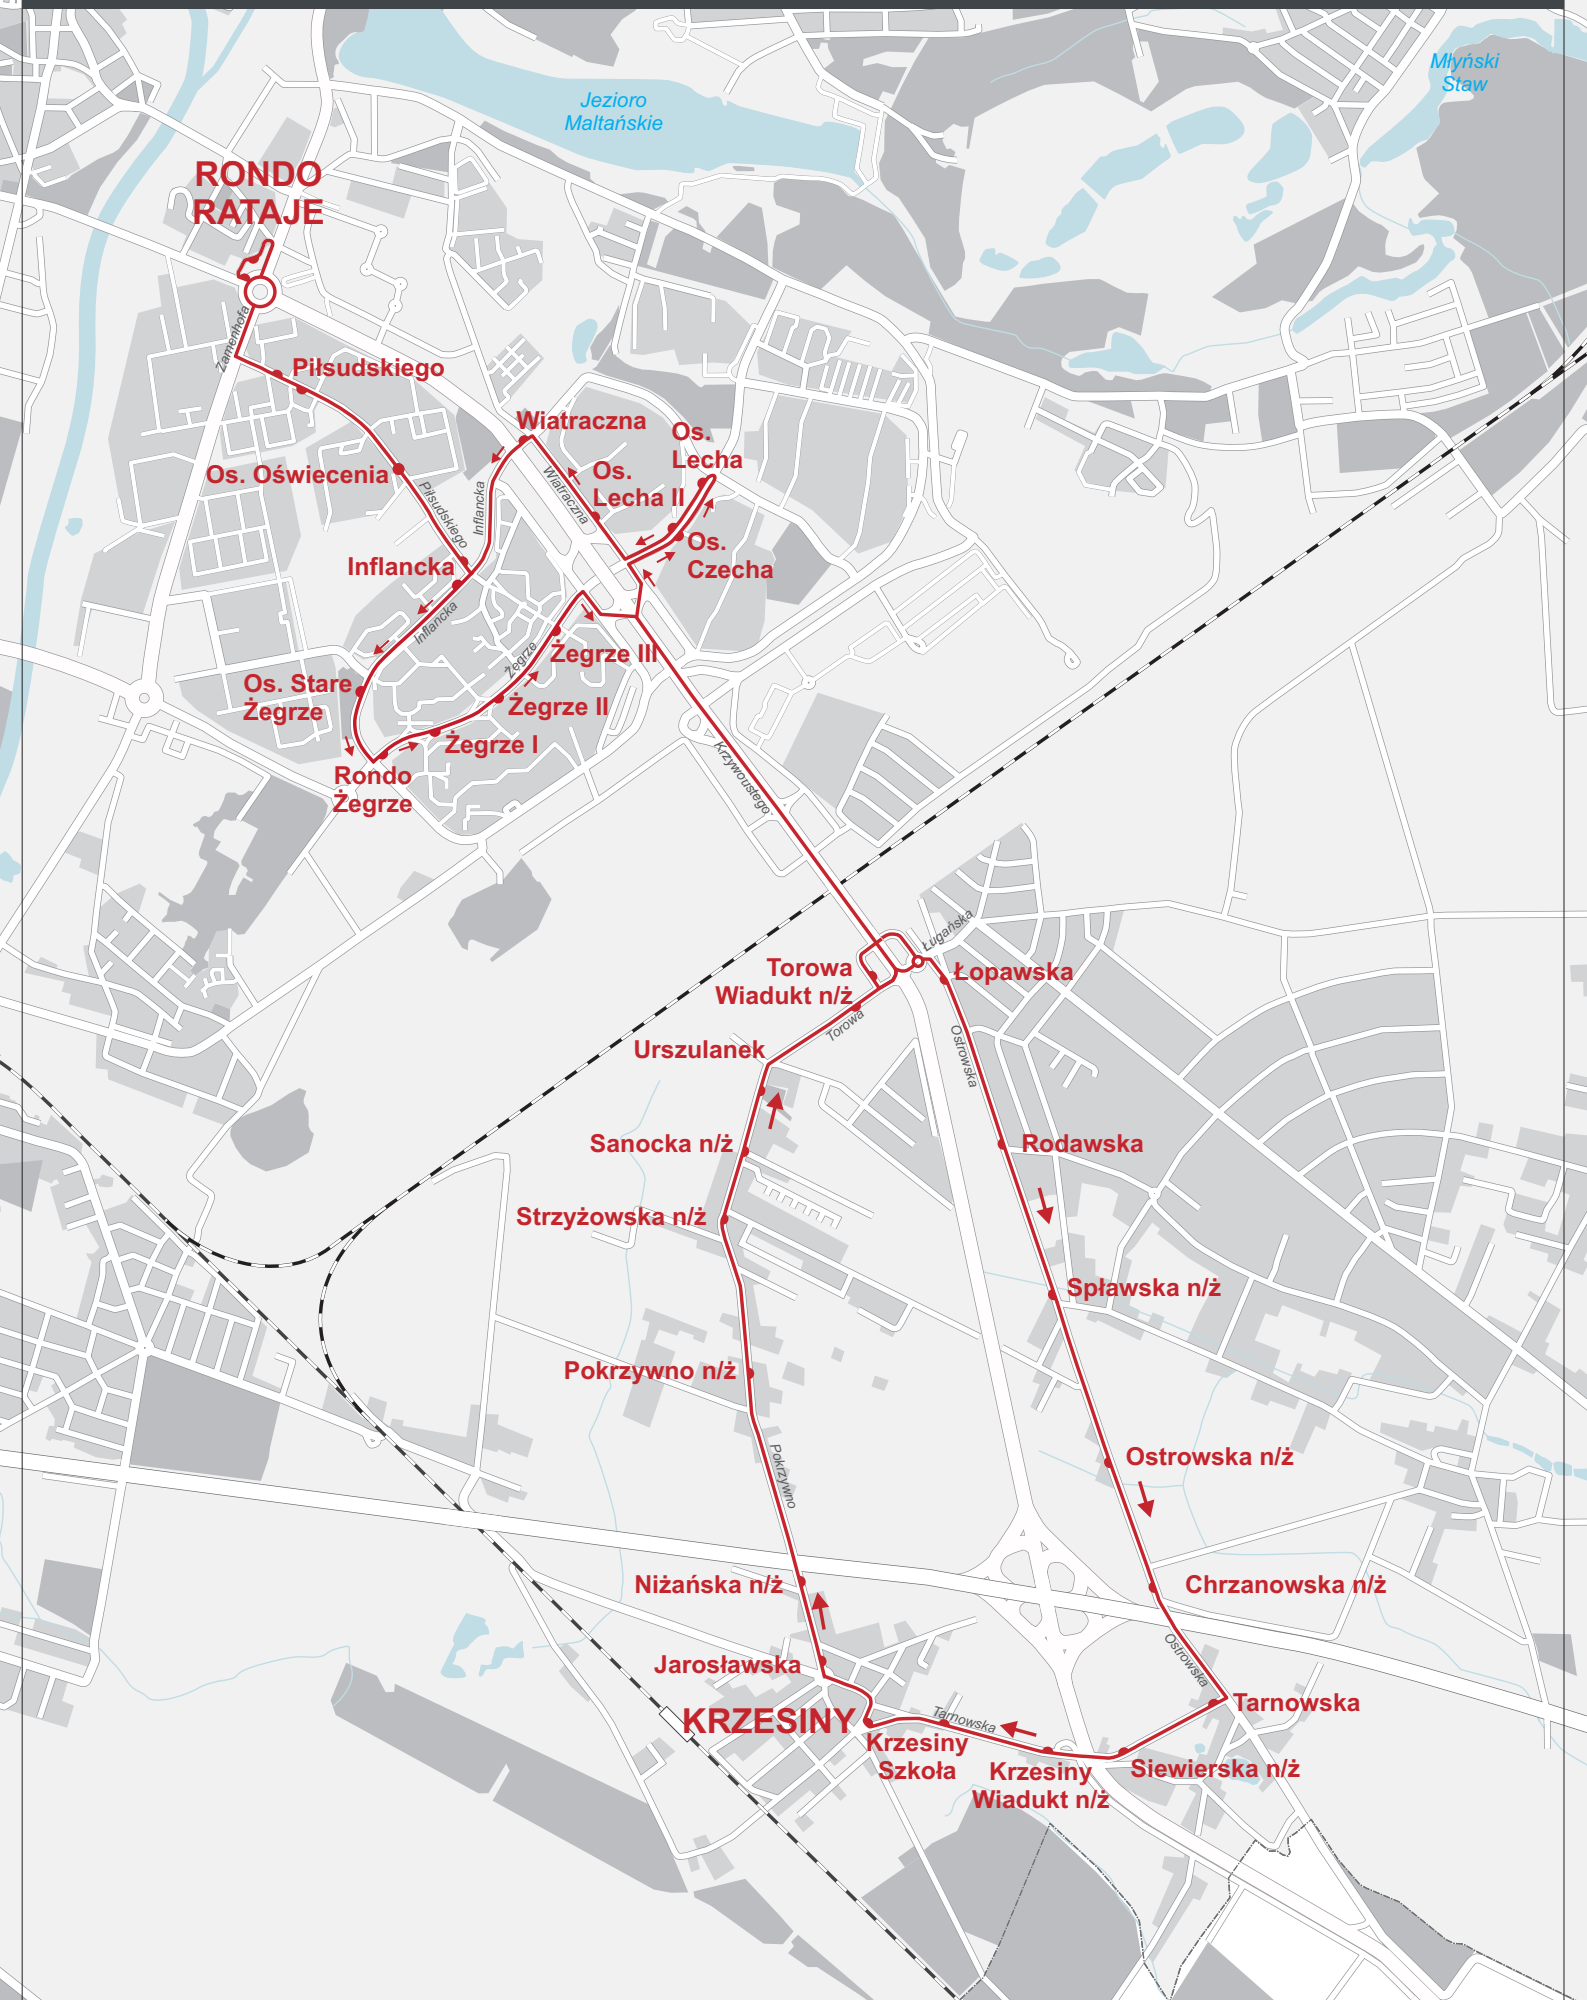 Jezioro
Maltańskie
Młyński
Staw
RONDO
RATAJE
Zamenhofa
Piłsudskiego
Wiatraczna
Os.
Lecha
Os. Oświecenia
Os.
Lecha II
Piłsudskiego
Inflancka
Wiatraczna
Os.
Czecha
Inflancka
Inflancka
Żegrze
Żegrze III
Os. Stare
Żegrze
Żegrze II
Żegrze I
Rondo
Żegrze
Krzywoustego
Ługańska
Torowa
Wiadukt n/ż
Łopawska
Torowa
Urszulanek
Ostrowska
Sanocka n/ż
Rodawska
Strzyżowska n/ż
Spławska n/ż
Pokrzywno n/ż
Ostrowska n/ż
Pokrzywno
Niżańska n/ż
Chrzanowska n/ż
Jarosławska
Ostrowska
Tarnowska
KRZESINY
Tarnowska
Krzesiny
Szkoła
Krzesiny
Wiadukt n/ż
Siewierska n/ż